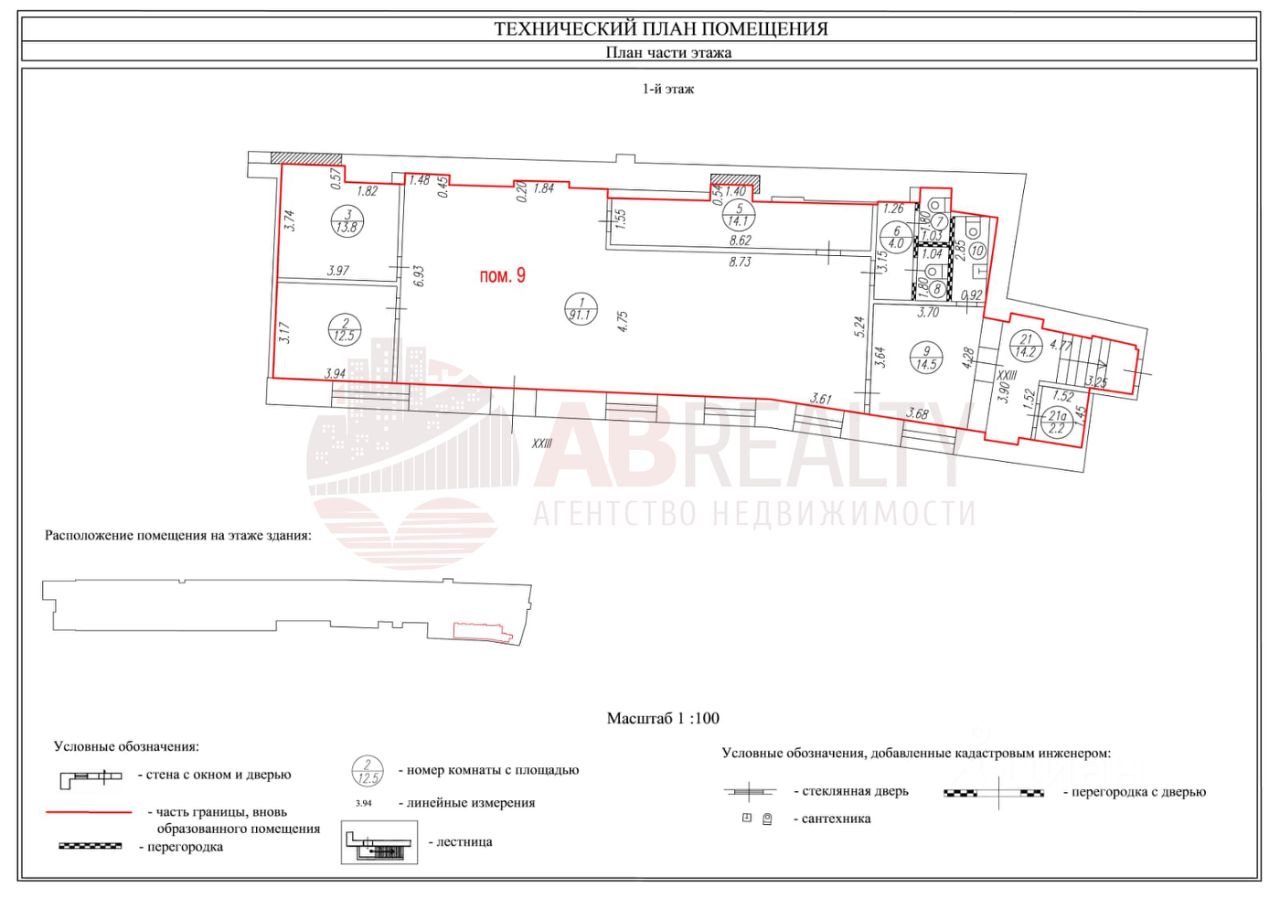 ТЕХНИЧЕСКИЙ ПЛАН ПОМЕЩЕНИЯ
План части этажа
1-й этаж
0.57
1.82
1.48
0.45
0.20
1.84
0.54
1.40
3.74
3
13.8
3.97
6.93
1.55
5
14.1
8.62
8.73
1.26
6
4.0
3.15
1.80
7
1.03
1.04
1.80
8
2.85
10
0.92
3.70
пом. 9
1
91.1
4.75
5.24
3.17
2
12.5
3.94
3.61
3.64
9
14.5
4.28
3.68
21
14.2
4.77
XXIII
3.90
3.25
1.52
1.52
21а
2.2
1.45
XXIII
ABREALTY
АГЕНТСТВО НЕДВИЖИМОСТИ
Расположение помещения на этаже здания:
Масштаб 1 :100
Условные обозначения:
- стена с окном и дверью
- часть границы, вновь
образованного помещения
- перегородка
2
12.5
- номер комнаты с площадью
3.94
- линейные измерения
- лестница
Условные обозначения, добавленные кадастровым инженером:
- стеклянная дверь
- перегородка с дверью
- сантехника